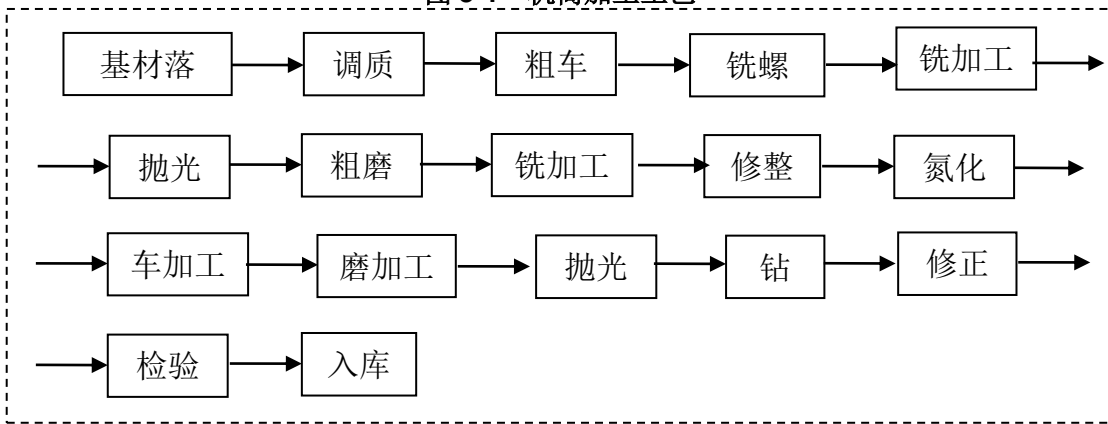 基材落 调质 粗车 铣螺 铣加工
抛光 粗磨 铣加工 修整 氮化
车加工 磨加工 抛光 钻 修正
检验 入库